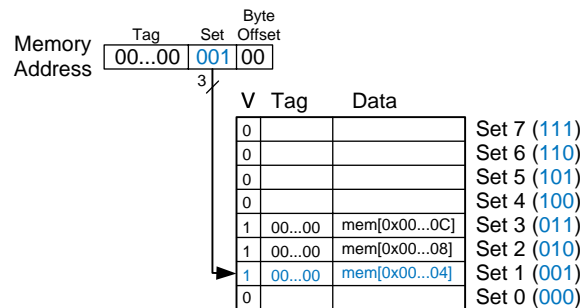 Memory Address
Tag Set Byte Offset
00...00 001 00
3
V Tag Data
0 Set 7 (111)
0 Set 6 (110)
0 Set 5 (101)
0 Set 4 (100)
1 00...00 mem[0x00...0C] Set 3 (011)
1 00...00 mem[0x00...08] Set 2 (010)
1 00...00 mem[0x00...04] Set 1 (001)
0 Set 0 (000)